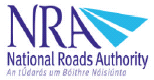 NRA
National Roads Authority
An tÚdarás um Bóithre Náisiúnta